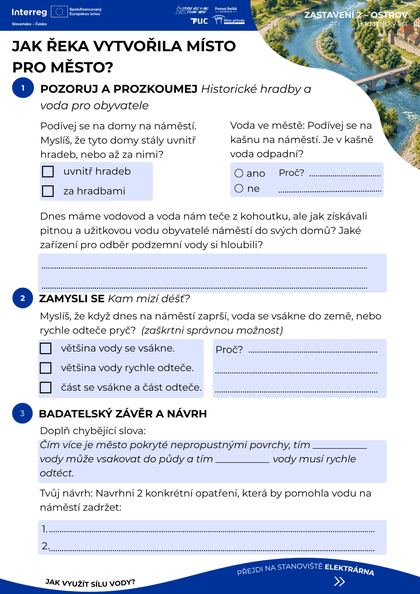 Interreg
Spolufinancovaný
Evropskou unií
Slovensko – Česko
TUC
ZASTAVENÍ 2 – OSTROV
Badatelský list
JAK ŘEKA VYTVOŘILA MÍSTO
PRO MĚSTO?
1 POZORUJ A PROZKOUMEJ Historické hradby a
voda pro obyvatele
Podívej se na domy na náměstí.
Myslíš, že tyto domy stály uvnitř
hradeb, nebo až za nimi?
uvnitř hradeb
za hradbami
Voda ve městě: Podívej se na
kašnu na náměstí. Je v kašně
voda odpadní?
ano Proč? ........................
ne ........................
Dnes máme vodovod a voda nám teče z kohoutku, ale jak získávali
pitnou a užitkovou vodu obyvatelé náměstí do svých domů? Jaké
zařízení pro odběr podzemní vody si hloubili?
2 ZAMYSLI SE Kam mizí déšť?
Myslíš, že když dnes na náměstí zaprší, voda se vsákne do země, nebo
rychle odteče pryč? (zaškrtni správnou možnost)
většina vody se vsákne.
většina vody rychle odteče.
část se vsákne a část odteče.
Proč? ........................
3 BADATELSKÝ ZÁVĚR A NÁVRH
Doplň chybějící slova:
Čím více je město pokryté nepropustnými povrchy, tím __________
vody může vsakovat do půdy a tím __________ vody musí rychle
odtéct.
Tvůj návrh: Navrhni 2 konkrétní opatření, která by pomohla vodu na
náměstí zadržet:
1. ........................
2. ........................
JAK VYUŽÍT SÍLU VODY?
PŘEJDI NA STANOVIŠTĚ ELEKTRÁRNA